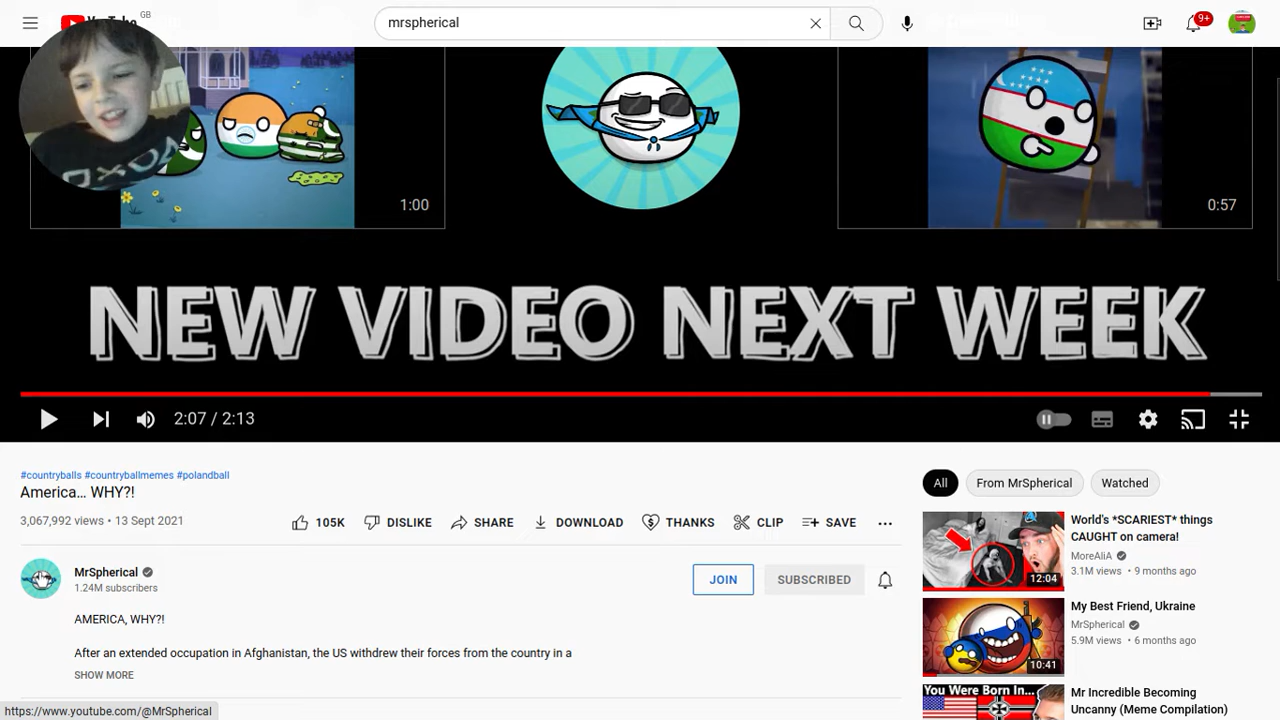 YouTube GB
mrspherical
9+
1:00
0:57
NEW VIDEO NEXT WEEK
2:07 / 2:13
#countryballs #countryballmemes #polandball
America… WHY?!
3,067,992 views • 13 Sept 2021
105K DISLIKE SHARE DOWNLOAD THANKS CLIP SAVE
MrSpherical
1.24M subscribers
JOIN SUBSCRIBED
AMERICA, WHY?!
After an extended occupation in Afghanistan, the US withdrew their forces from the country in a
SHOW MORE
All From MrSpherical Watched
World's *SCARIEST* things
CAUGHT on camera!
MoreAliA
3.1M views • 9 months ago
12:04
My Best Friend, Ukraine
MrSpherical
5.9M views • 6 months ago
10:41
You Were Born In...
Mr Incredible Becoming
Uncanny (Meme Compilation)
https://www.youtube.com/@MrSpherical